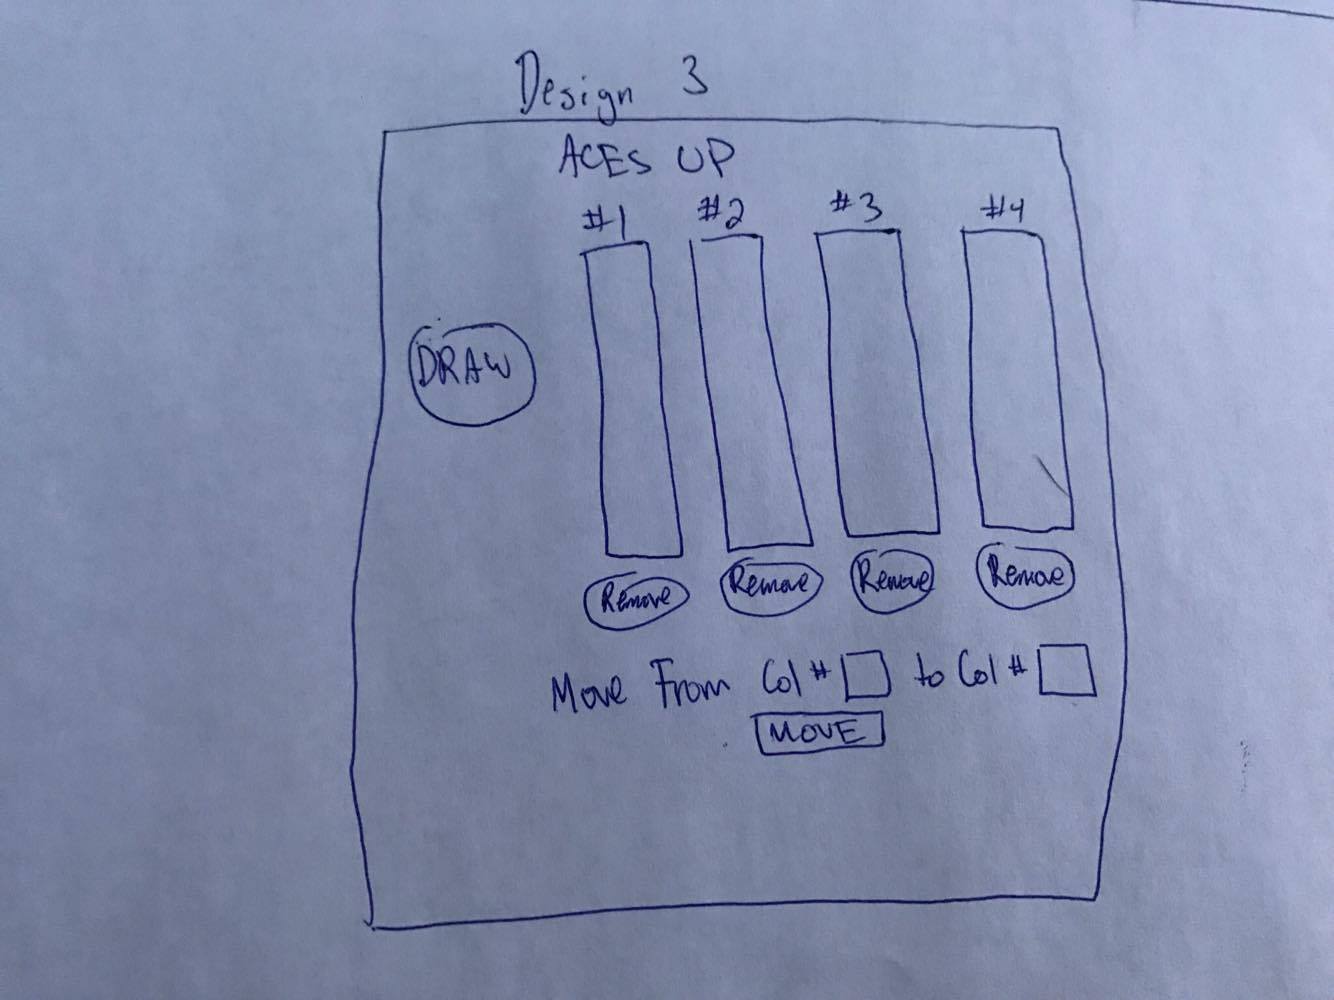 Design 3
ACES UP
#1 #2 #3 #4
DRAW
Remove Remove Remove Remove
Move From Col # to Col #
MOVE